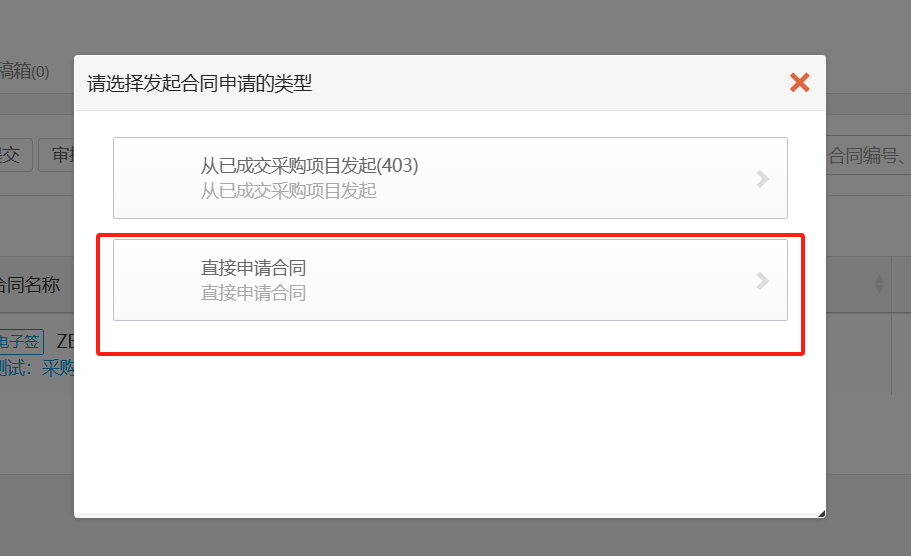 请选择发起合同申请的类型
稿箱(0)
从已成交采购项目发起(403)
从已成交采购项目发起
直接申请合同
直接申请合同
交
审
合同编号、
合同名称
电子签
ZE
测试：采购